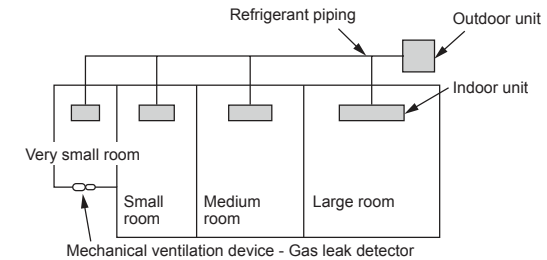 Refrigerant piping
Outdoor unit
Indoor unit
Very small room
Small
room
Medium
room
Large room
Mechanical ventilation device - Gas leak detector